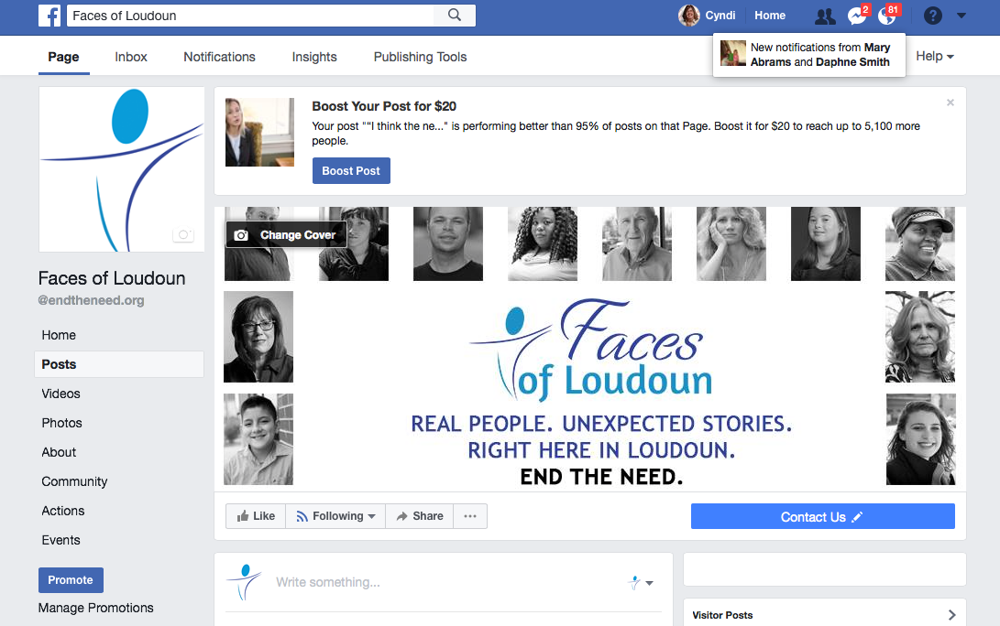 Faces of Loudoun
Cyndi
Home
2
81
?
New notifications from Mary
Abrams and Daphne Smith
Page
Inbox
Notifications
Insights
Publishing Tools
Help
Boost Your Post for $20
Your post "“I think the ne..." is performing better than 95% of posts on that Page. Boost it for $20 to reach up to 5,100 more
people.
Boost Post
Change Cover
Faces
of Loudoun
REAL PEOPLE. UNEXPECTED STORIES.
RIGHT HERE IN LOUDOUN.
END THE NEED.
Faces of Loudoun
@endtheneed.org
Home
Posts
Videos
Photos
About
Community
Actions
Events
Promote
Manage Promotions
Like
Following
Share
...
Contact Us
Write something...
Visitor Posts